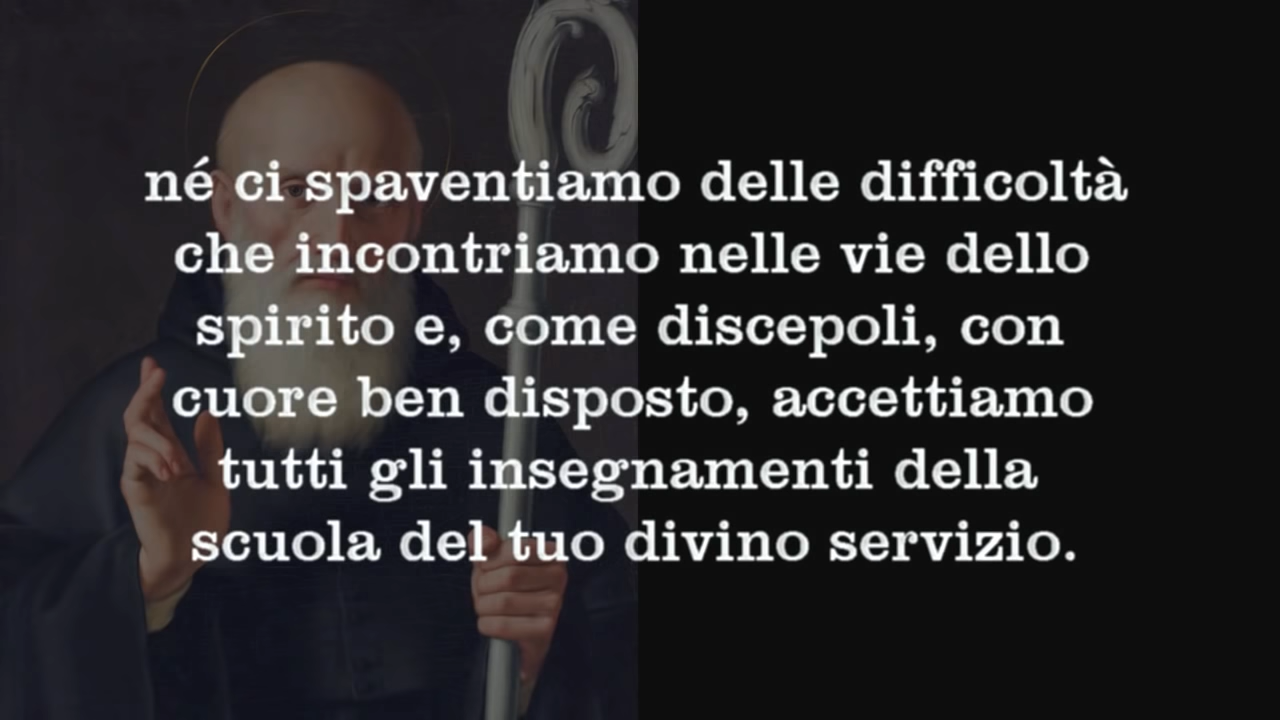 né ci spaventiamo delle difficoltà
che incontriamo nelle vie dello
spirito e, come discepoli, con
cuore ben disposto, accettiamo
tutti gli insegnamenti della
scuola del tuo divino servizio.